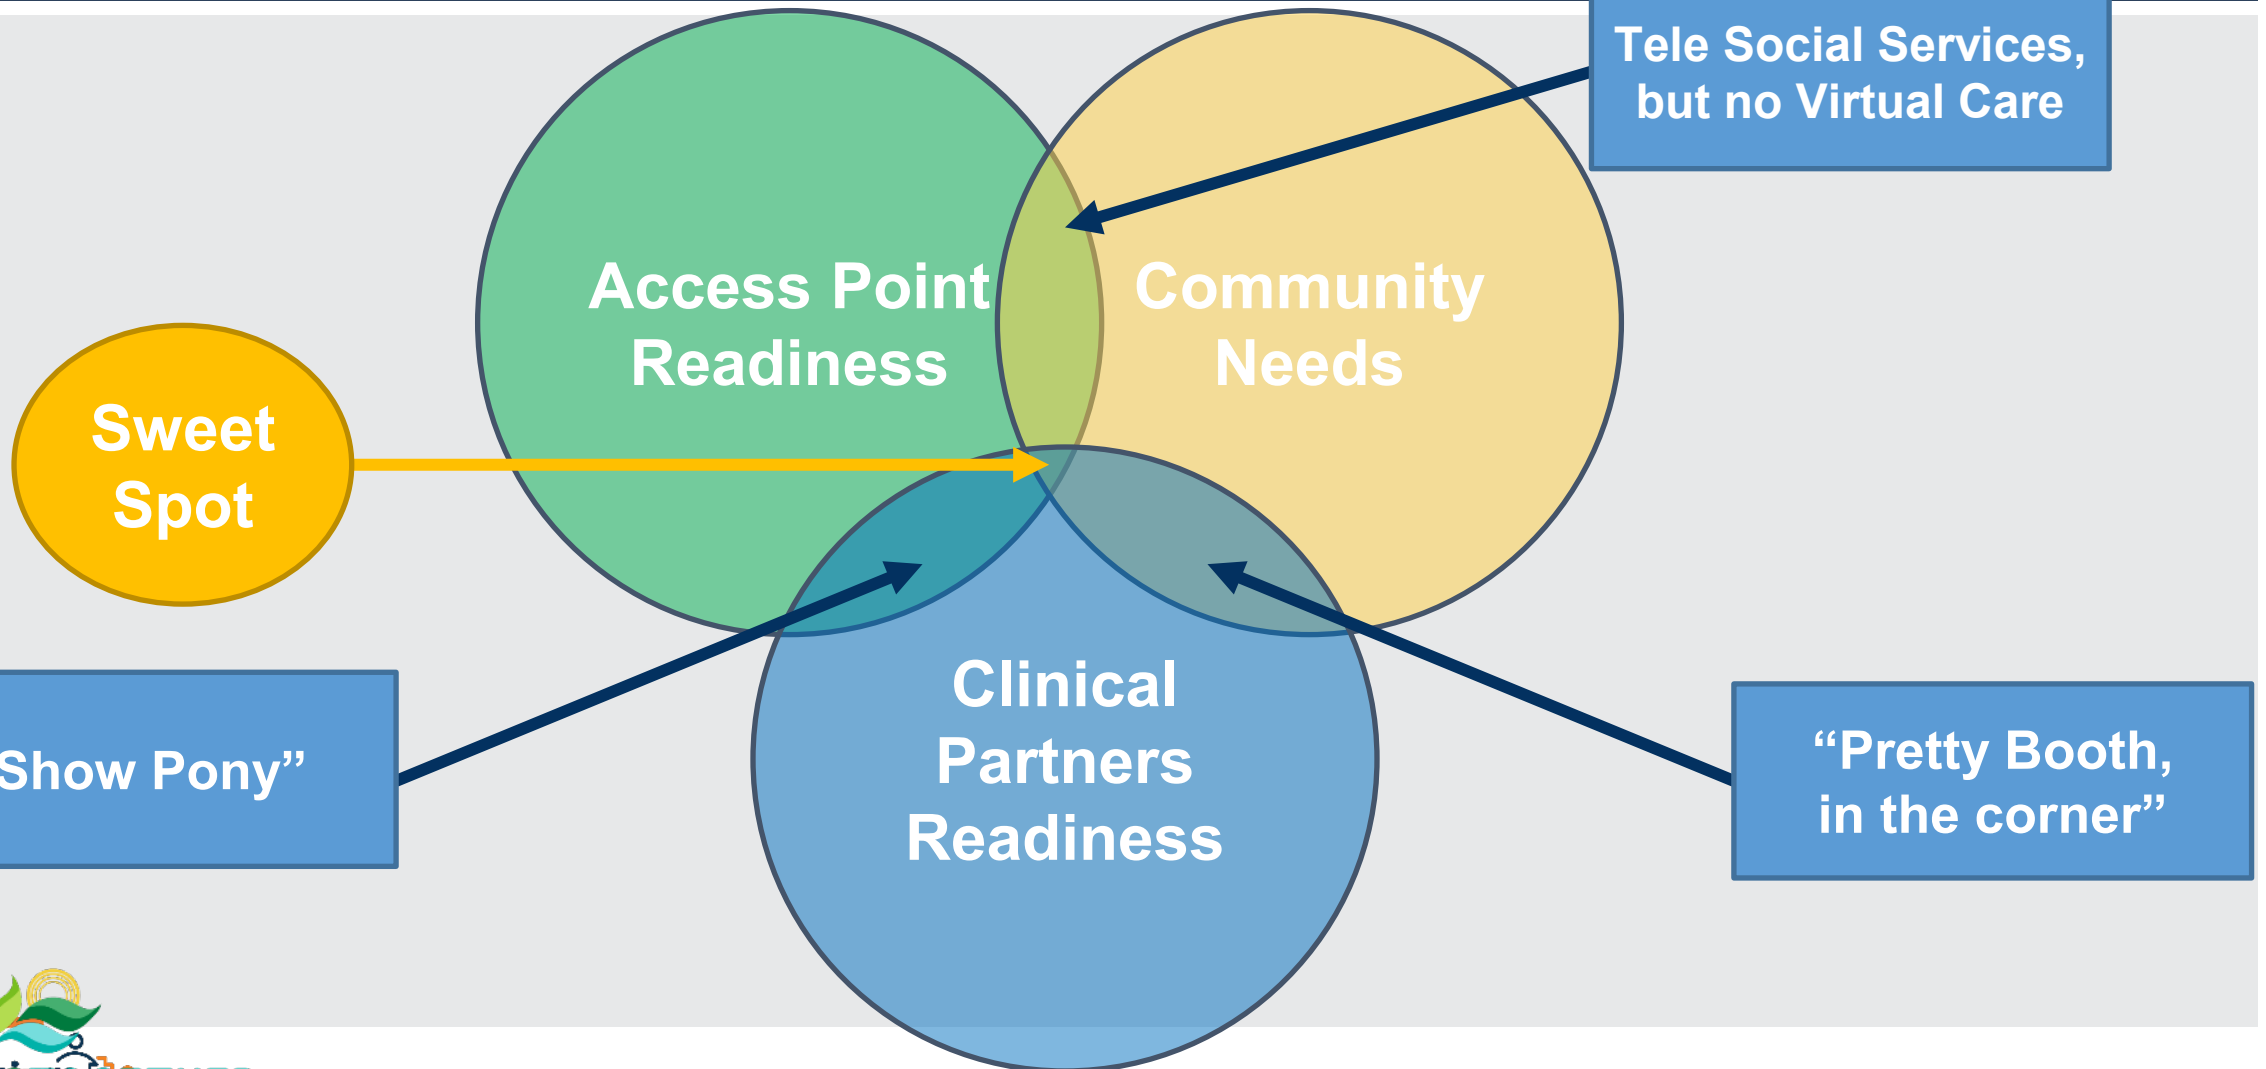 Tele Social Services,
but no Virtual Care
Access Point
Readiness
Community
Needs
Sweet
Spot
Clinical
Partners
Readiness
Show Pony”
“Pretty Booth,
in the corner”